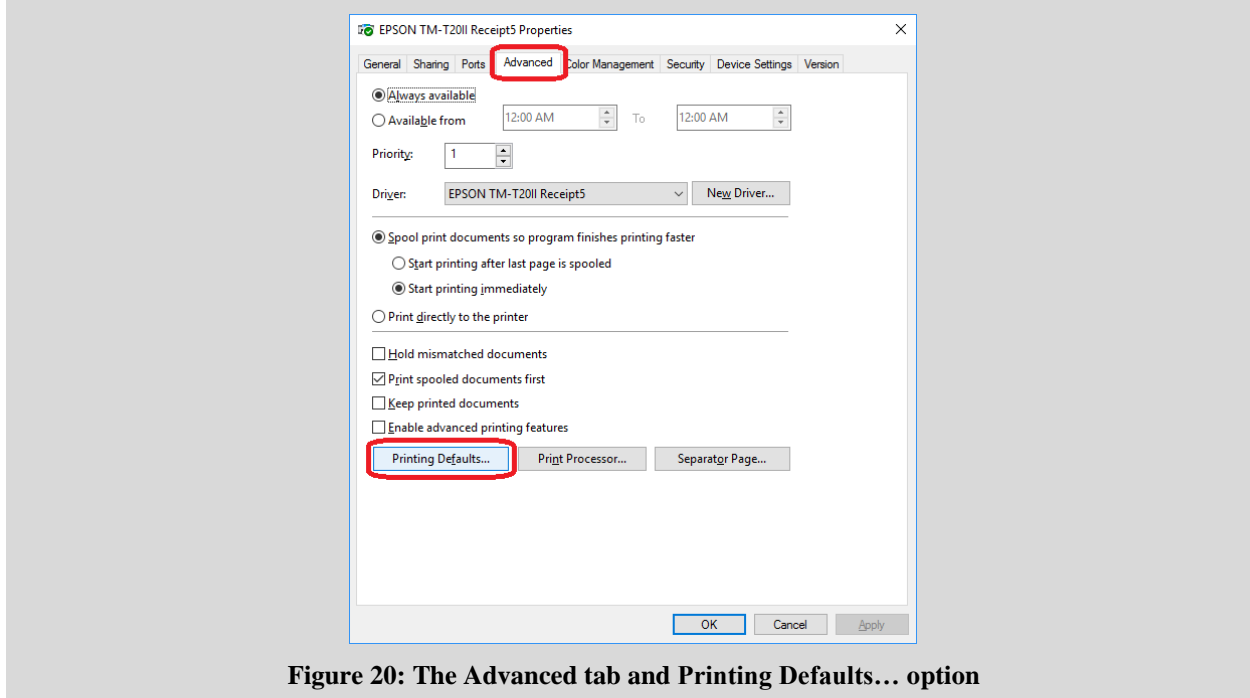 EPSON TM-T20II Receipt5 Properties
General Sharing Ports Advanced Color Management Security Device Settings Version
Always available
Available from 12:00 AM To 12:00 AM
Priority: 1
Driver: EPSON TM-T20II Receipt5 New Driver...
Spool print documents so program finishes printing faster
Start printing after last page is spooled
Start printing immediately
Print directly to the printer
Hold mismatched documents
Print spooled documents first
Keep printed documents
Enable advanced printing features
Printing Defaults... Print Processor... Separator Page...
OK Cancel Apply
Figure 20: The Advanced tab and Printing Defaults… option